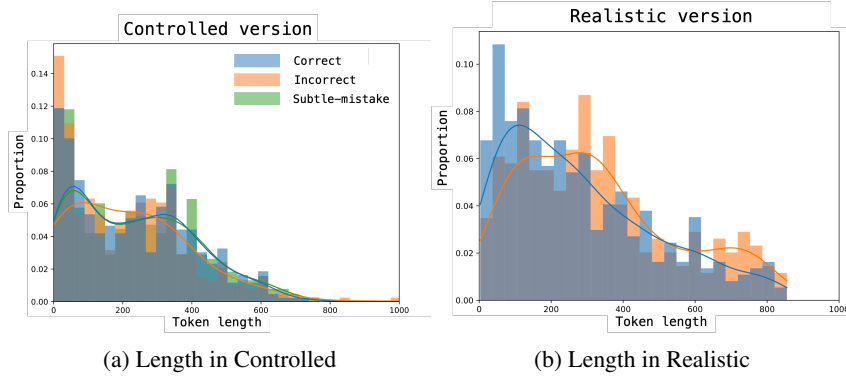 Controlled version
Correct
Incorrect
Subtle-mistake
Proportion
0.14
0.12
0.10
0.08
0.06
0.04
0.02
0.00
0
200
400
600
800
1000
Token length
(a) Length in Controlled
Realistic version
Proportion
0.10
0.08
0.06
0.04
0.02
0.00
0
200
400
600
800
1000
Token length
(b) Length in Realistic